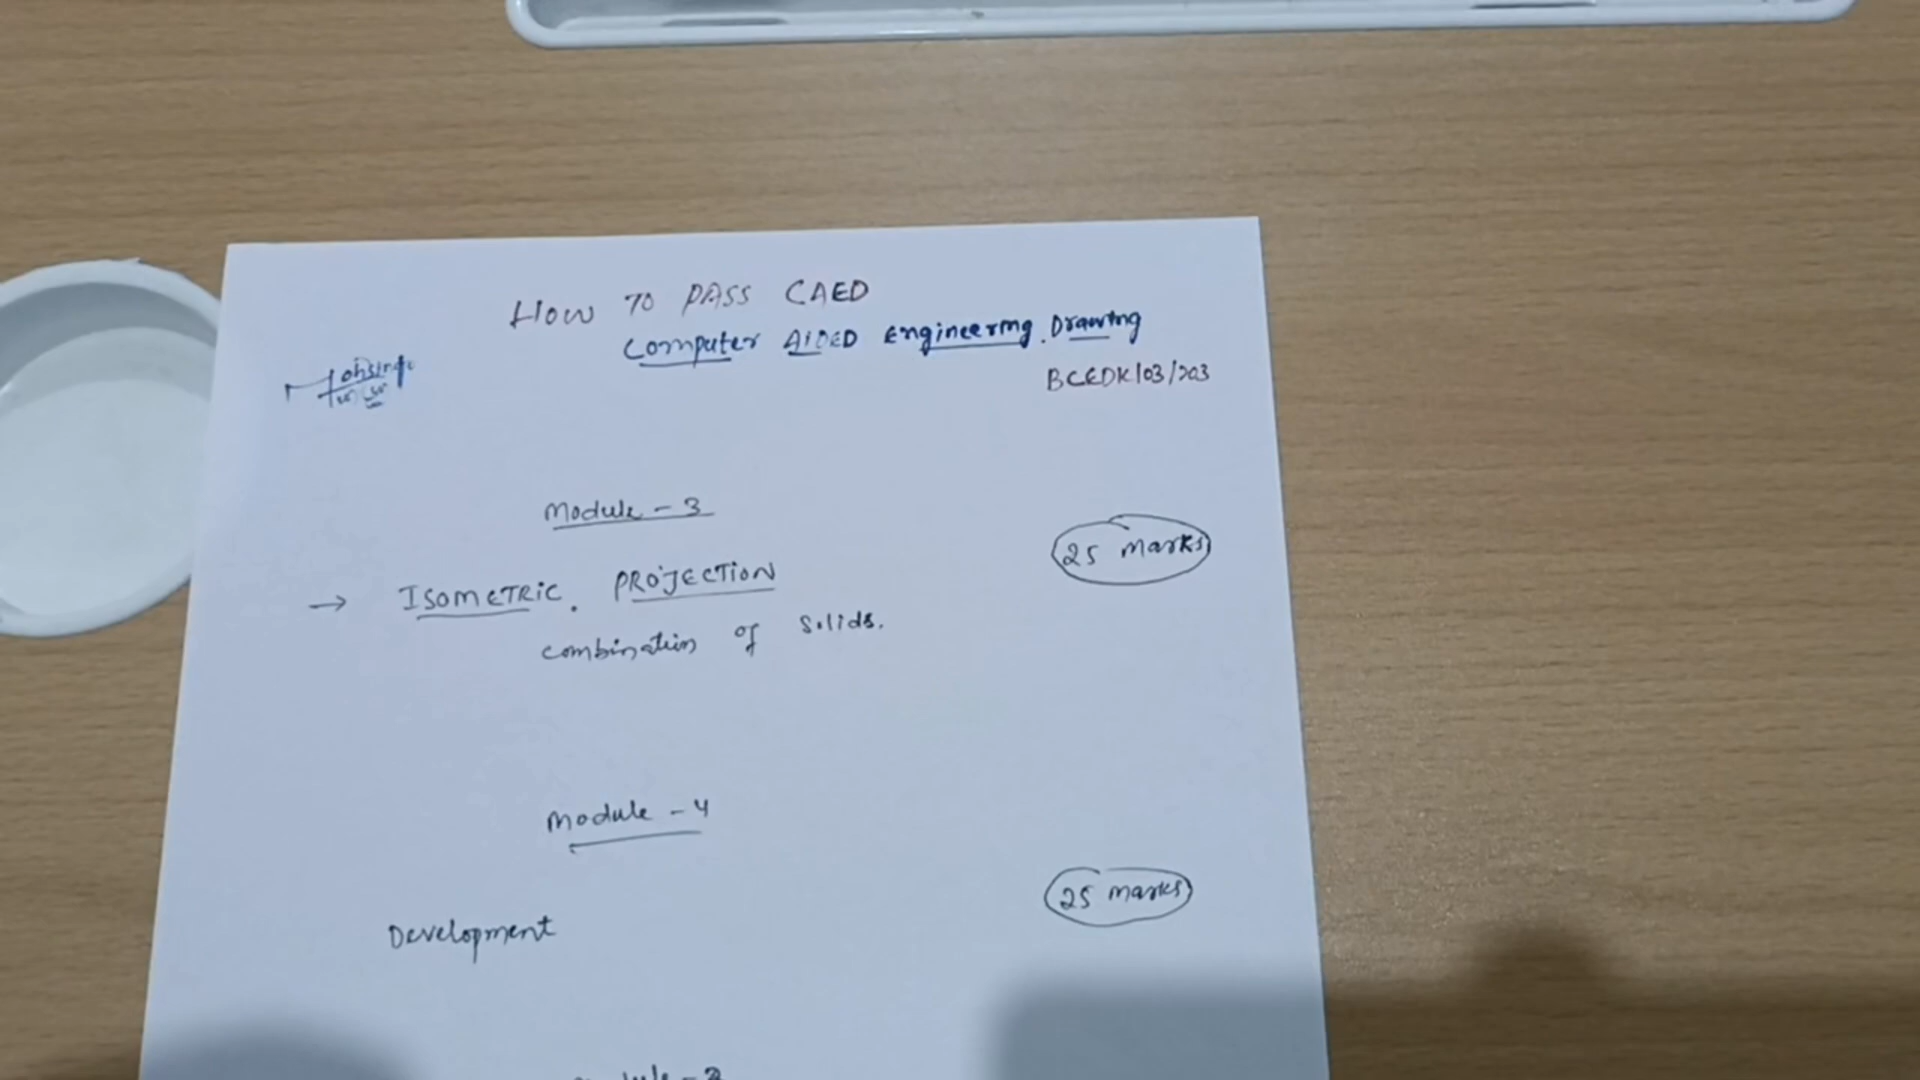 HOW TO PASS CAED
Computer AIDED Engineering Drawing
BCEDK103/203
Module - 3
25 marks
→ ISOMETRIC PROJECTION
combination of Solids.
Module - 4
25 marks
Development